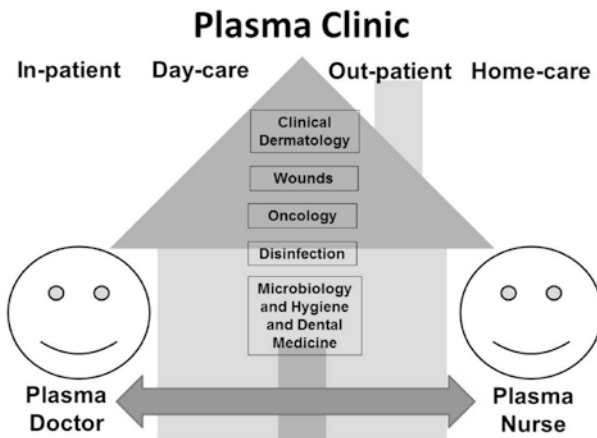 Plasma Clinic
In-patient Day-care Out-patient Home-care
Clinical
Dermatology
Wounds
Oncology
Disinfection
Microbiology
and Hygiene
and Dental
Medicine
Plasma
Doctor
Plasma
Nurse